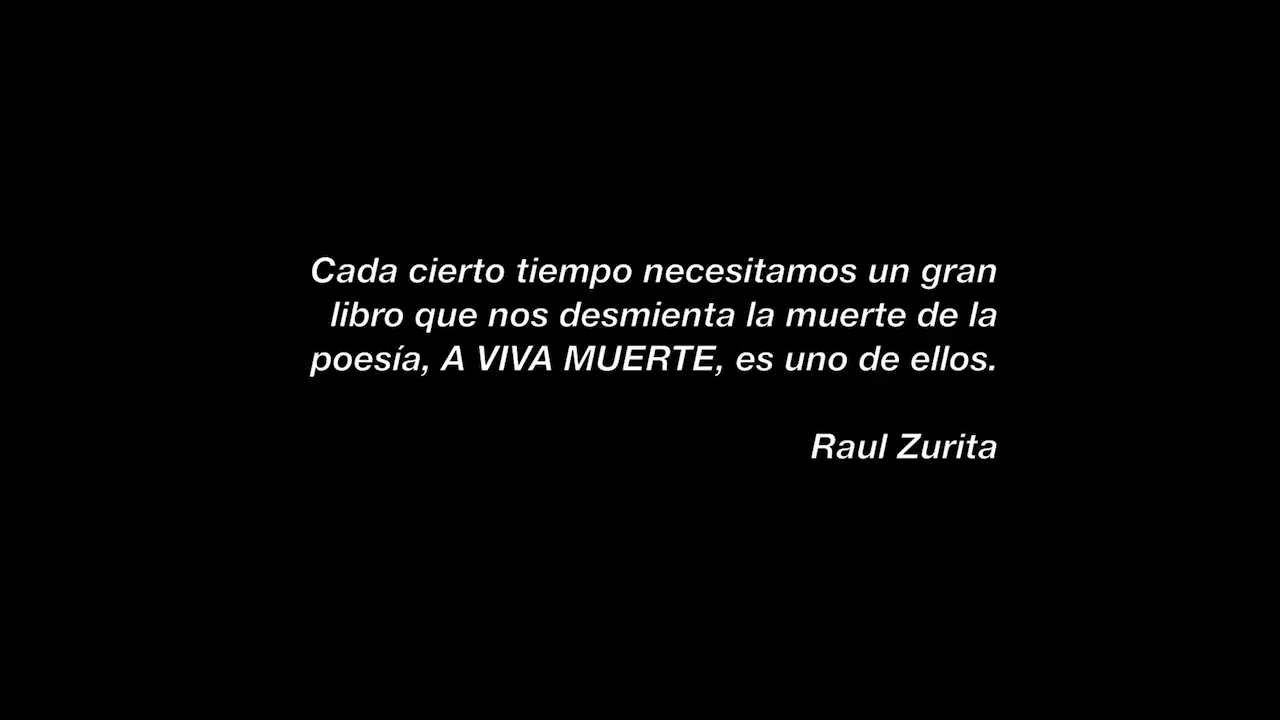 Cada cierto tiempo necesitamos un gran
libro que nos desmienta la muerte de la
poesía, A VIVA MUERTE, es uno de ellos.
Raul Zurita